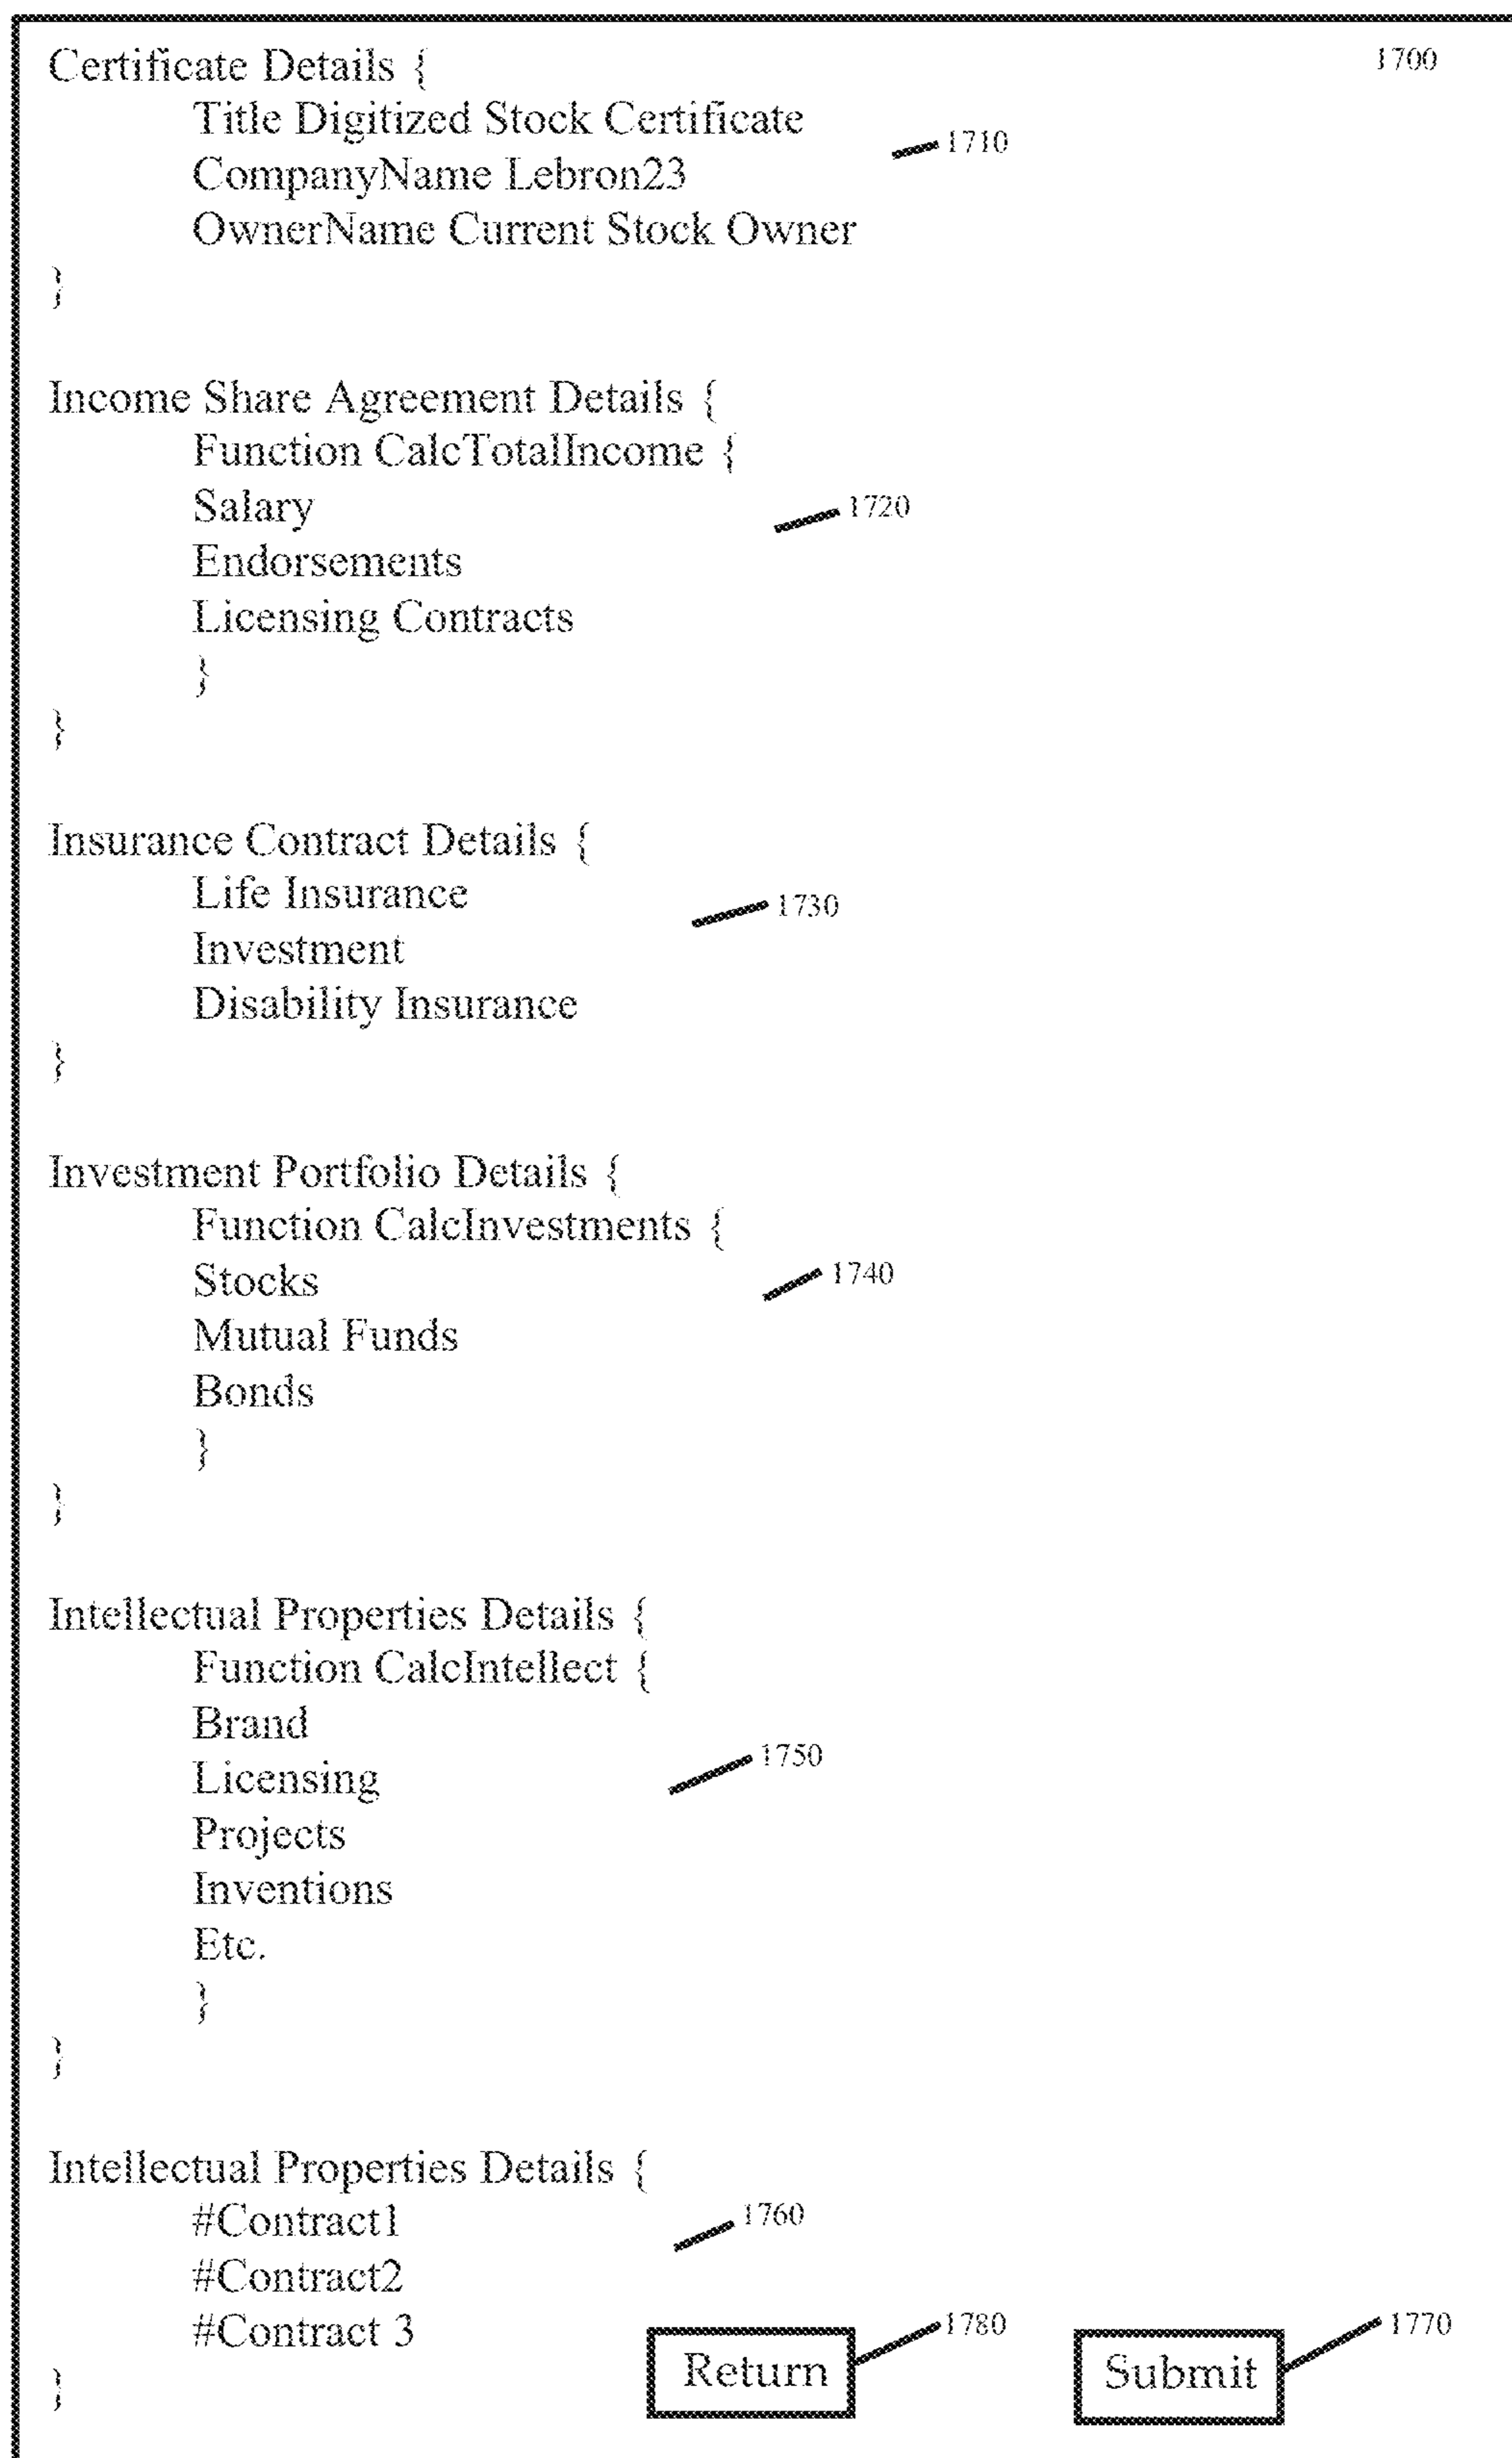 Certificate Details {
1700
Title Digitized Stock Certificate
1710
CompanyName Lebron23
OwnerName Current Stock Owner
}
Income Share Agreement Details {
Function CalcTotalIncome {
Salary
1720
Endorsements
Licensing Contracts
}
}
Insurance Contract Details {
Life Insurance
1730
Investment
Disability Insurance
}
Investment Portfolio Details {
Function CalcInvestments {
Stocks
1740
Mutual Funds
Bonds
}
}
Intellectual Properties Details {
Function CalcIntellect {
Brand
1750
Licensing
Projects
Inventions
Etc.
}
}
Intellectual Properties Details {
#Contract1
1760
#Contract2
#Contract 3
1780
1770
Return
Submit
}